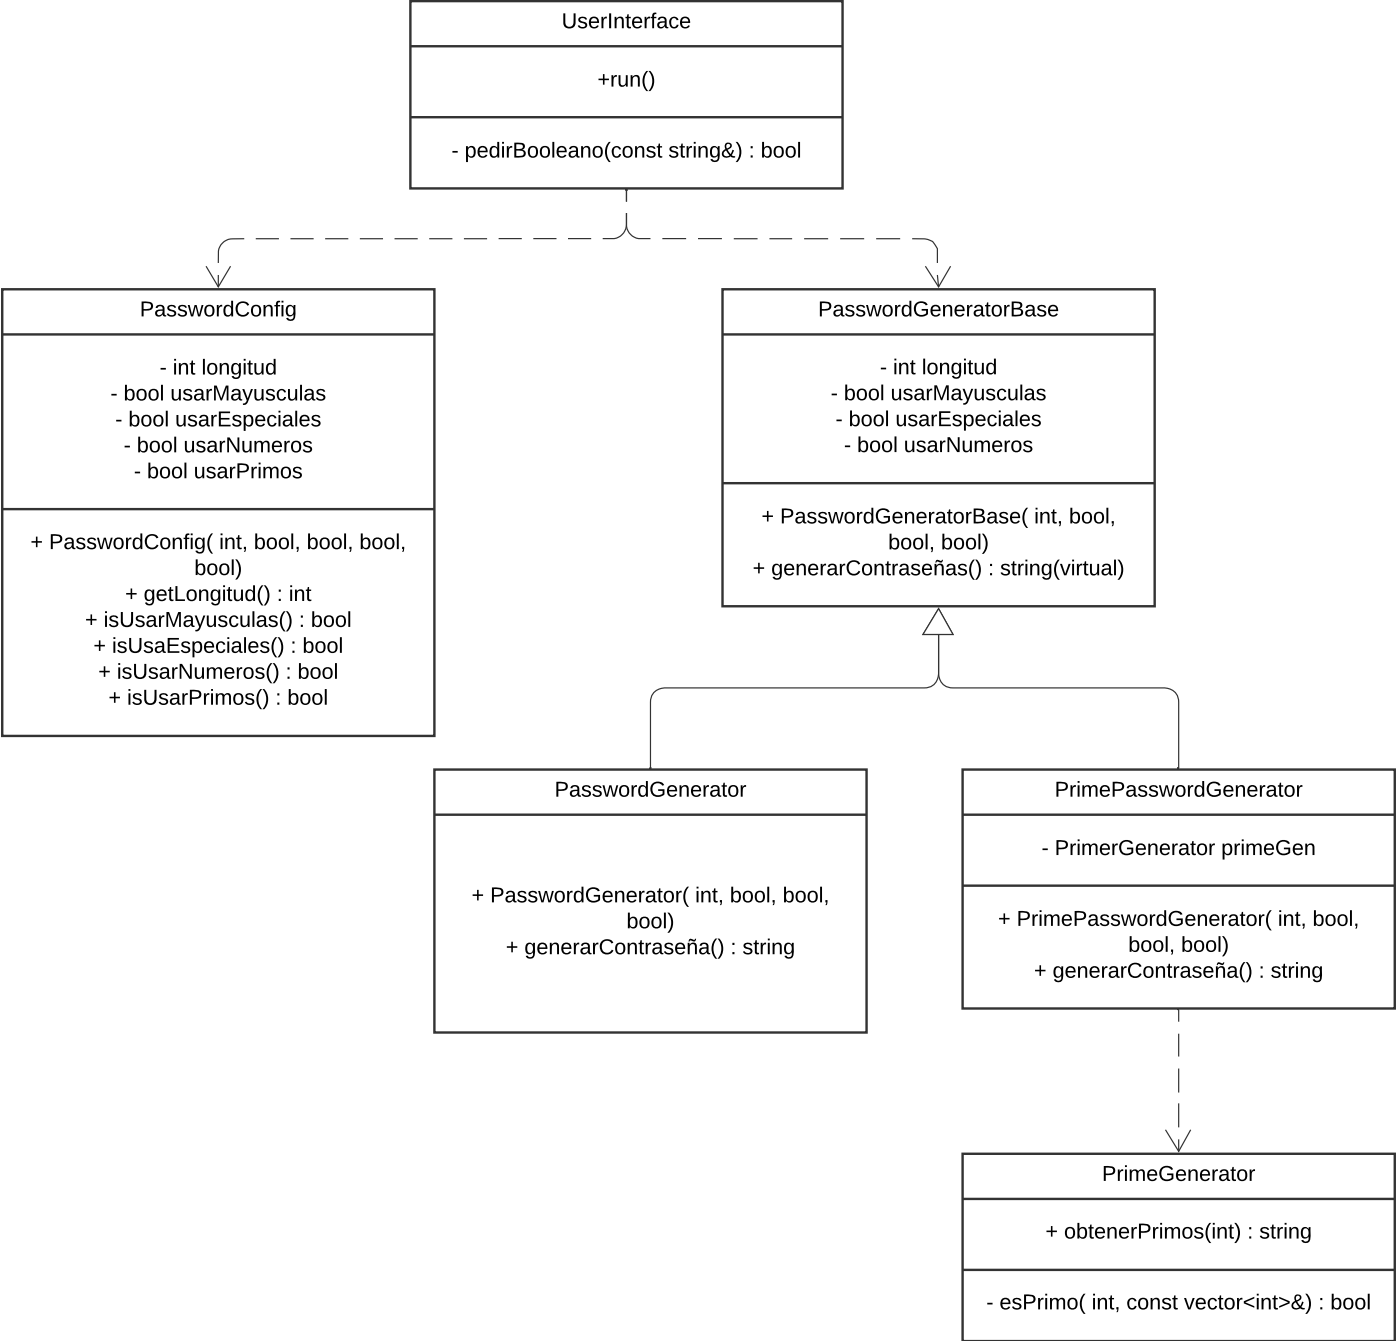 UserInterface
+run()
- pedirBooleano(const string&) : bool
PasswordConfig
- int longitud
- bool usarMayusculas
- bool usarEspeciales
- bool usarNumeros
- bool usarPrimos
+ PasswordConfig( int, bool, bool, bool,
bool)
+ getLongitud() : int
+ isUsarMayusculas() : bool
+ isUsaEspeciales() : bool
+ isUsarNumeros() : bool
+ isUsarPrimos() : bool
PasswordGeneratorBase
- int longitud
- bool usarMayusculas
- bool usarEspeciales
- bool usarNumeros
+ PasswordGeneratorBase( int, bool,
bool, bool)
+ generarContraseñas() : string(virtual)
PasswordGenerator
+ PasswordGenerator( int, bool, bool,
bool)
+ generarContraseña() : string
PrimePasswordGenerator
- PrimerGenerator primeGen
+ PrimePasswordGenerator( int, bool,
bool, bool)
+ generarContraseña() : string
PrimeGenerator
+ obtenerPrimos(int) : string
- esPrimo( int, const vector<int>&) : bool